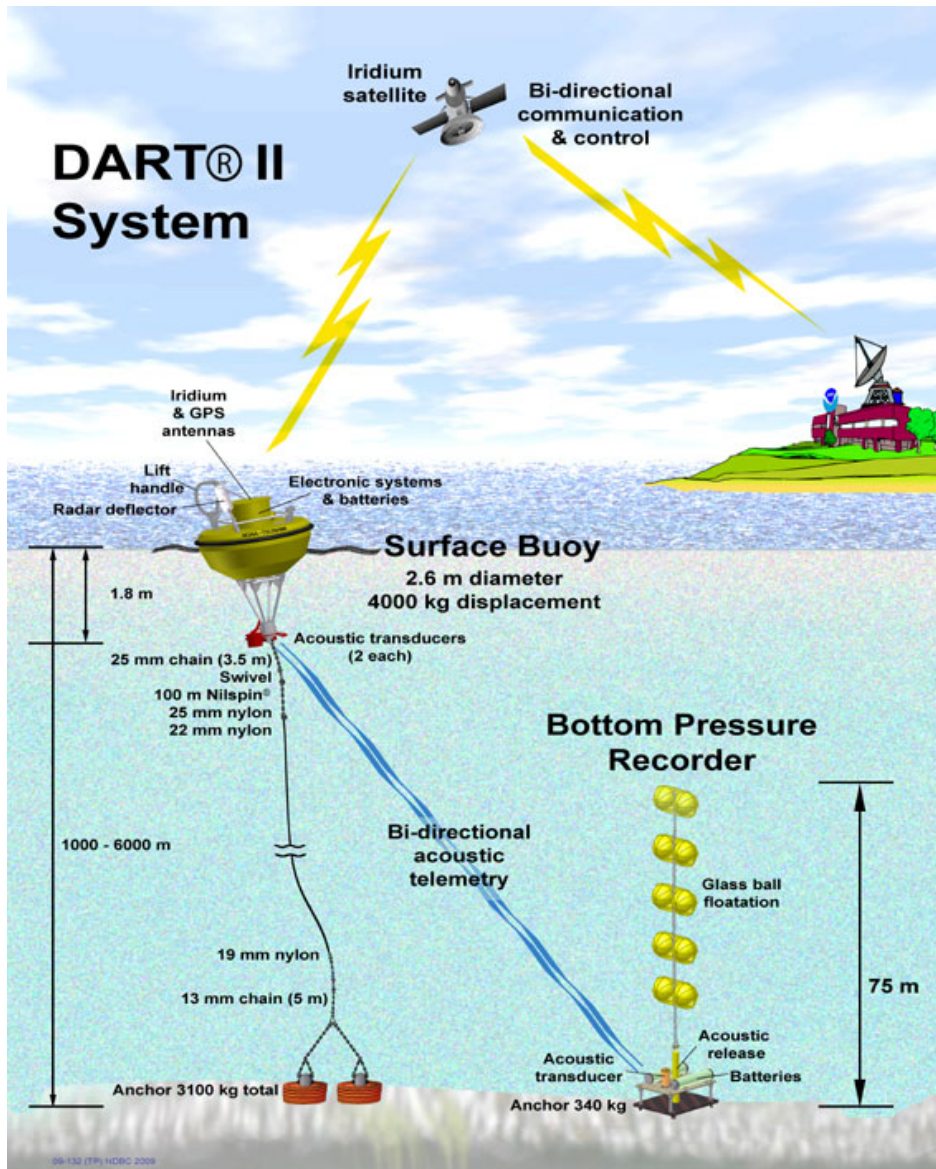 Iridium
satellite
Bi-directional
communication
& control
DART® II
System
Iridium
& GPS
antennas
Lift
handle
Radar deflector
Electronic systems
& batteries
Surface Buoy
2.6 m diameter
4000 kg displacement
1.8 m
Acoustic transducers
(2 each)
25 mm chain (3.5 m)
Swivel
100 m Nilspin®
25 mm nylon
22 mm nylon
Bottom Pressure
Recorder
1000 - 6000 m
Bi-directional
acoustic
telemetry
Glass ball
floatation
75 m
19 mm nylon
13 mm chain (5 m)
Acoustic
release
Acoustic
transducer
Batteries
Anchor 3100 kg total
Anchor 340 kg
09-132 (TP) NDBC 2009